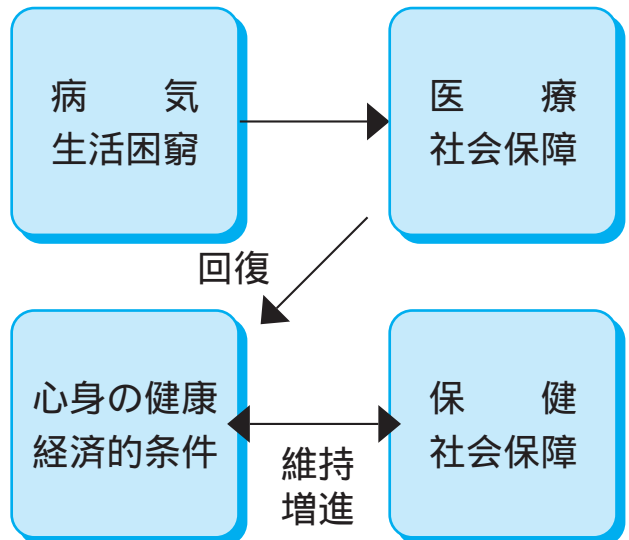 病　　気
生活困窮
医　　療
社会保障
回復
心身の健康
経済的条件
維持
増進
保　　健
社会保障